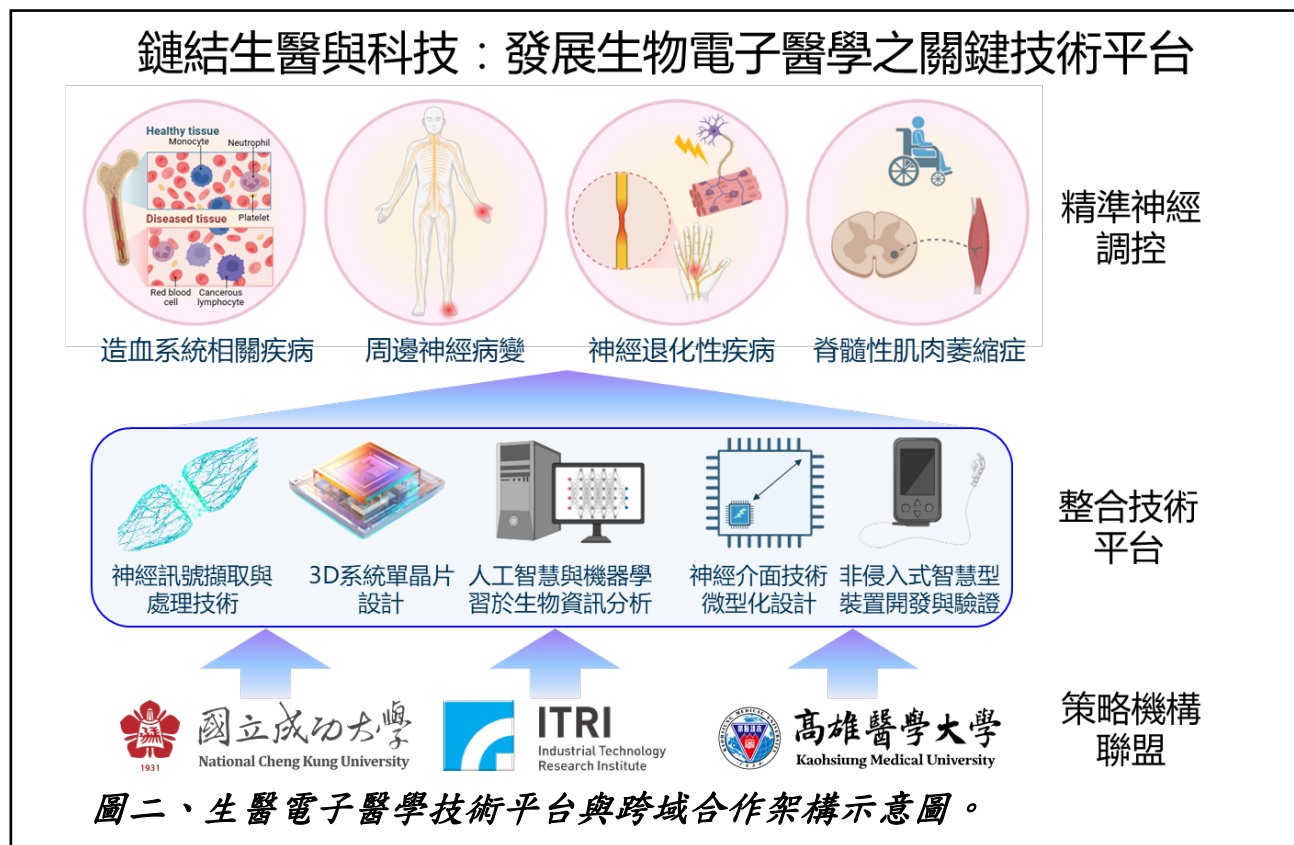 鏈結生醫與科技：發展生物電子醫學之關鍵技術平台
Healthy tissue
Monocyte
Neutrophil
Platelet
Diseased tissue
Red blood
cell
Cancerous
lymphocyte
造血系統相關疾病
周邊神經病變
神經退化性疾病
脊髓性肌肉萎縮症
精準神經
調控
神經訊號擷取與
處理技術
3D系統單晶片
設計
人工智慧與機器學
習於生物資訊分析
神經介面技術
微型化設計
非侵入式智慧型
裝置開發與驗證
整合技術
平台
1931
國立成功大學
National Cheng Kung University
ITRI
Industrial Technology
Research Institute
KAOHSIUNG MEDICAL UNIVERSITY
高雄醫學大學
Kaohsiung Medical University
策略機構
聯盟
圖二、生醫電子醫學技術平台與跨域合作架構示意圖。